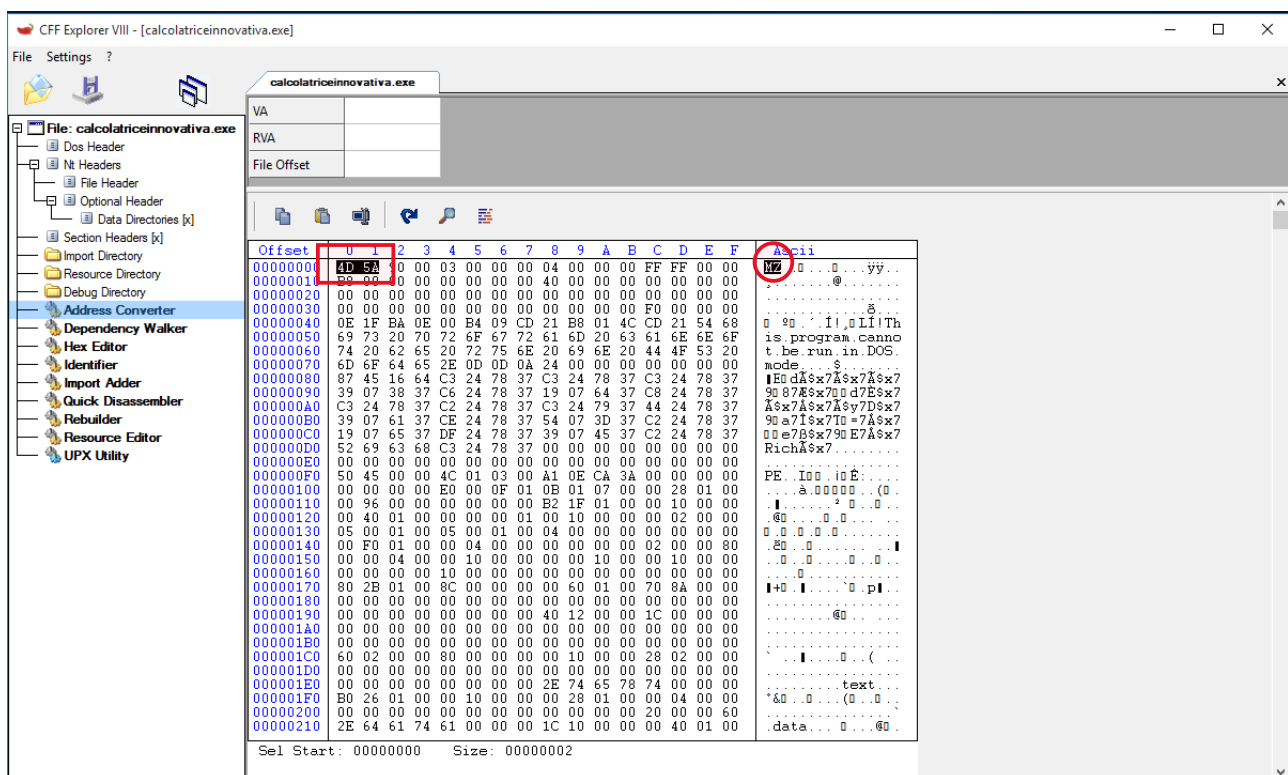 CFF Explorer VIII - [calcolatriceinnovativa.exe]
File Settings ?
calcolatriceinnovativa.exe
VA
RVA
File Offset
File: calcolatriceinnovativa.exe
Dos Header
Nt Headers
File Header
Optional Header
Data Directories [x]
Section Headers [x]
Import Directory
Resource Directory
Debug Directory
Address Converter
Dependency Walker
Hex Editor
Identifier
Import Adder
Quick Disassembler
Rebuilder
Resource Editor
UPX Utility
Offset 0 1 2 3 4 5 6 7 8 9 A B C D E F Ascii
00000000 4D 5A 90 00 03 00 00 00 04 00 00 00 FF FF 00 00 MZ
00000010 B8 00 00 00 00 00 00 00 40 00 00 00 00 00 00 00
00000020 00 00 00 00 00 00 00 00 00 00 00 00 00 00 00 00
00000030 00 00 00 00 00 00 00 00 00 00 00 00 F0 00 00 00
00000040 0E 1F BA 0E 00 B4 09 CD 21 B8 01 4C CD 21 54 68
00000050 69 73 20 70 72 6F 67 72 61 6D 20 63 61 6E 6E 6F is.program.canno
00000060 74 20 62 65 20 72 75 6E 20 69 6E 20 44 4F 53 20 t.be.run.in.DOS.
00000070 6D 6F 64 65 2E 0D 0D 0A 24 00 00 00 00 00 00 00 mode....$.......
00000080 87 45 16 64 C3 24 78 37 C3 24 78 37 C3 24 78 37
00000090 39 07 38 37 C6 24 78 37 19 07 64 37 C8 24 78 37
000000A0 C3 24 78 37 C2 24 78 37 C3 24 79 37 44 24 78 37
000000B0 39 07 61 37 CE 24 78 37 54 07 3D 37 C2 24 78 37
000000C0 19 07 65 37 DF 24 78 37 39 07 45 37 C2 24 78 37
000000D0 52 69 63 68 C3 24 78 37 00 00 00 00 00 00 00 00 RichÃ$x7........
000000E0 00 00 00 00 00 00 00 00 00 00 00 00 00 00 00 00
000000F0 50 45 00 00 4C 01 03 00 A1 0E CA 3A 00 00 00 00
00000100 00 00 00 00 E0 00 0F 01 0B 01 07 00 00 28 01 00
00000110 00 96 00 00 00 00 00 00 B2 1F 01 00 00 10 00 00
00000120 00 40 01 00 00 00 00 01 00 10 00 00 00 02 00 00
00000130 05 00 01 00 05 00 01 00 04 00 00 00 00 00 00 00
00000140 00 F0 01 00 00 04 00 00 00 00 00 00 02 00 00 80
00000150 00 00 04 00 00 10 00 00 00 00 10 00 00 10 00 00
00000160 00 00 00 00 10 00 00 00 00 00 00 00 00 00 00 00
00000170 80 2B 01 00 8C 00 00 00 00 60 01 00 70 8A 00 00
00000180 00 00 00 00 00 00 00 00 00 00 00 00 00 00 00 00
00000190 00 00 00 00 00 00 00 00 40 12 00 00 1C 00 00 00
000001A0 00 00 00 00 00 00 00 00 00 00 00 00 00 00 00 00
000001B0 00 00 00 00 00 00 00 00 00 00 00 00 00 00 00 00
000001C0 60 02 00 00 80 00 00 00 00 10 00 00 28 02 00 00
000001D0 00 00 00 00 00 00 00 00 00 00 00 00 00 00 00 00
000001E0 00 00 00 00 00 00 00 00 2E 74 65 78 74 00 00 00 .........text...
000001F0 B0 26 01 00 00 10 00 00 00 28 01 00 00 04 00 00
00000200 00 00 00 00 00 00 00 00 00 00 00 00 20 00 00 60
00000210 2E 64 61 74 61 00 00 00 1C 10 00 00 00 40 01 00
Sel Start: 00000000 Size: 00000002